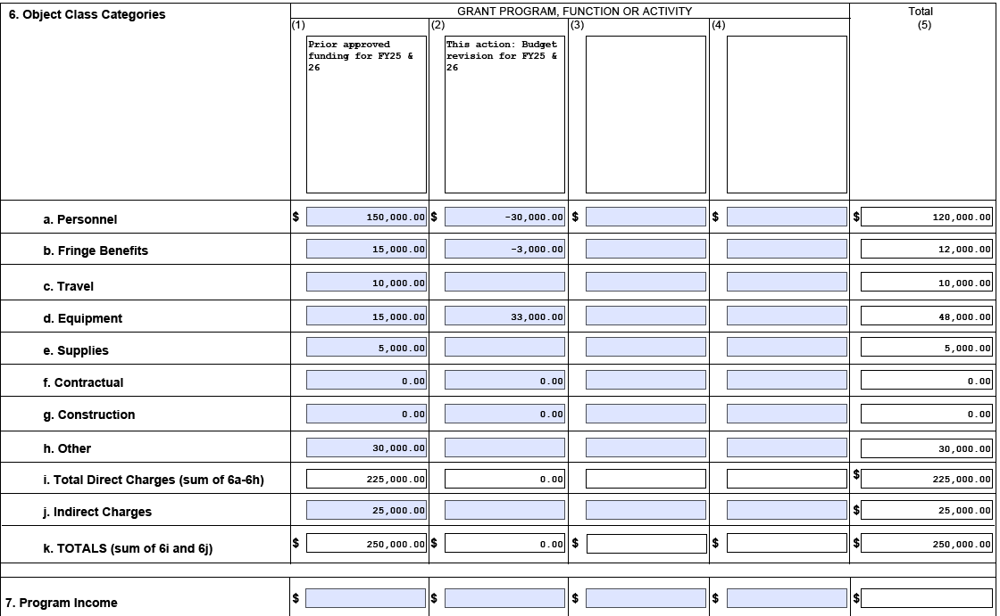 6. Object Class Categories
GRANT PROGRAM, FUNCTION OR ACTIVITY
Total
(1) (2) (3) (4) (5)
Prior approved
funding for FY25 &
26
This action: Budget
revision for FY25 &
26
a. Personnel $ 150,000.00 $ -30,000.00 $ $ $ 120,000.00
b. Fringe Benefits 15,000.00 -3,000.00 12,000.00
c. Travel 10,000.00 10,000.00
d. Equipment 15,000.00 33,000.00 48,000.00
e. Supplies 5,000.00 5,000.00
f. Contractual 0.00 0.00 0.00
g. Construction 0.00 0.00 0.00
h. Other 30,000.00 30,000.00
i. Total Direct Charges (sum of 6a-6h) 225,000.00 0.00 $ 225,000.00
j. Indirect Charges 25,000.00 $ 25,000.00
k. TOTALS (sum of 6i and 6j) $ 250,000.00 $ 0.00 $ $ $ 250,000.00
7. Program Income $ $ $ $ $